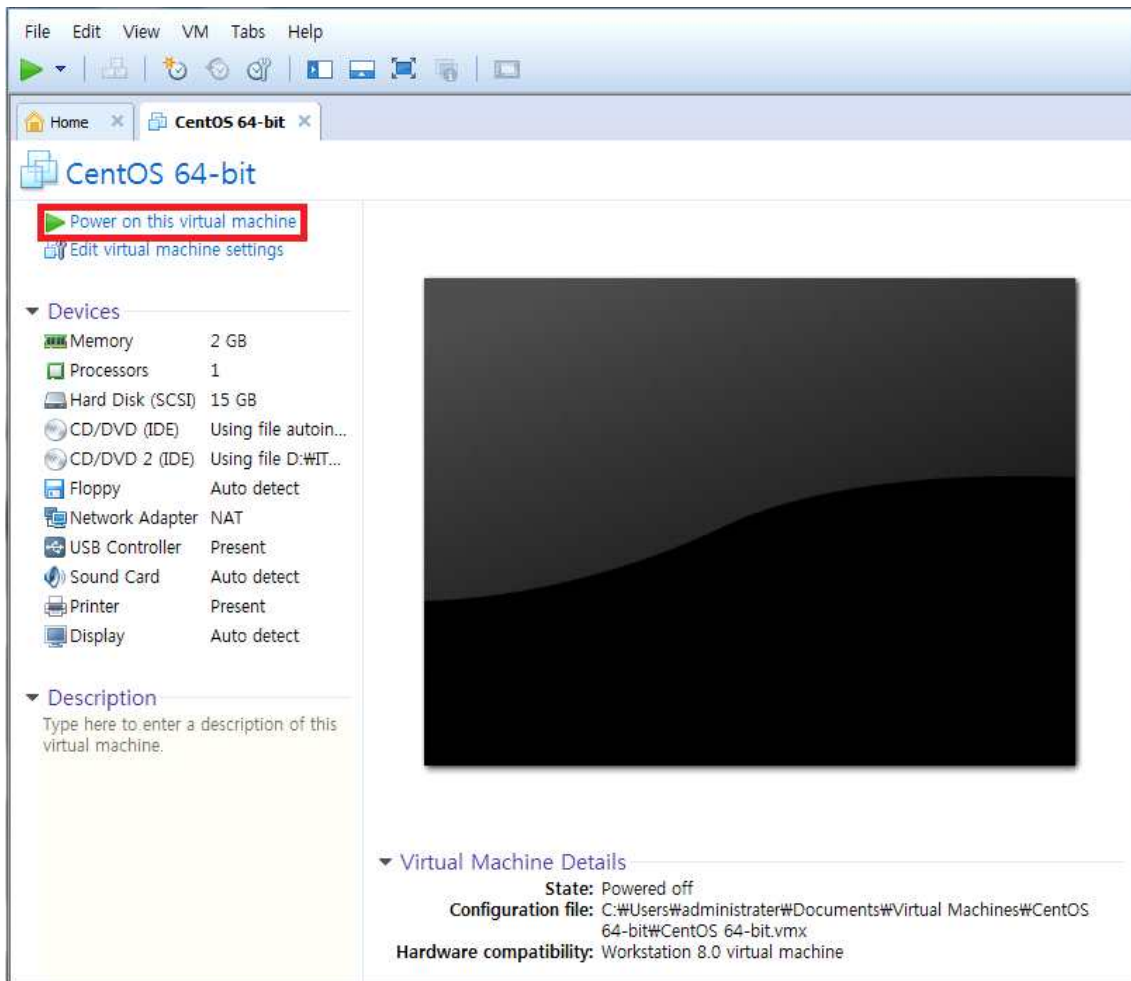 File Edit View VM Tabs Help
Home CentOS 64-bit
CentOS 64-bit
Power on this virtual machine
Edit virtual machine settings
Devices
Memory 2 GB
Processors 1
Hard Disk (SCSI) 15 GB
CD/DVD (IDE) Using file autoin...
CD/DVD 2 (IDE) Using file D:₩IT...
Floppy Auto detect
Network Adapter NAT
USB Controller Present
Sound Card Auto detect
Printer Present
Display Auto detect
Description
Type here to enter a description of this
virtual machine.
Virtual Machine Details
State: Powered off
Configuration file: C:₩Users₩administrater₩Documents₩Virtual Machines₩CentOS
64-bit₩CentOS 64-bit.vmx
Hardware compatibility: Workstation 8.0 virtual machine